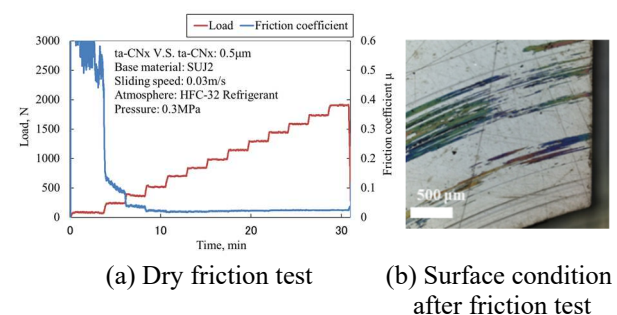 Load Friction coefficient
3000 0.6
2500 0.5
2000 0.4
1500 0.3
1000 0.2
500 0.1
0 0
Load, N
Friction coefficient μ
ta-CNx V.S. ta-CNx: 0.5μm
Base material: SUJ2
Sliding speed: 0.03m/s
Atmosphere: HFC-32 Refrigerant
Pressure: 0.3MPa
0 10 20 30
Time, min
500 μm
(a) Dry friction test
(b) Surface condition
after friction test